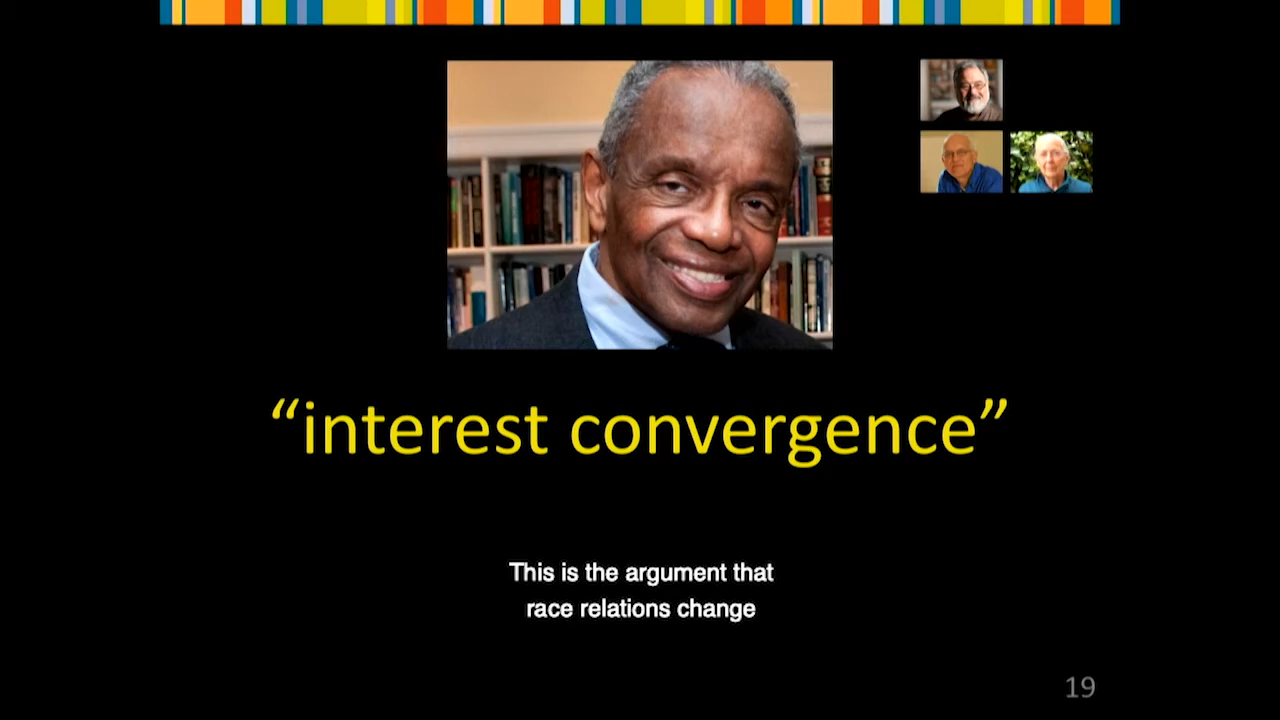 “interest convergence”
This is the argument that
race relations change
19